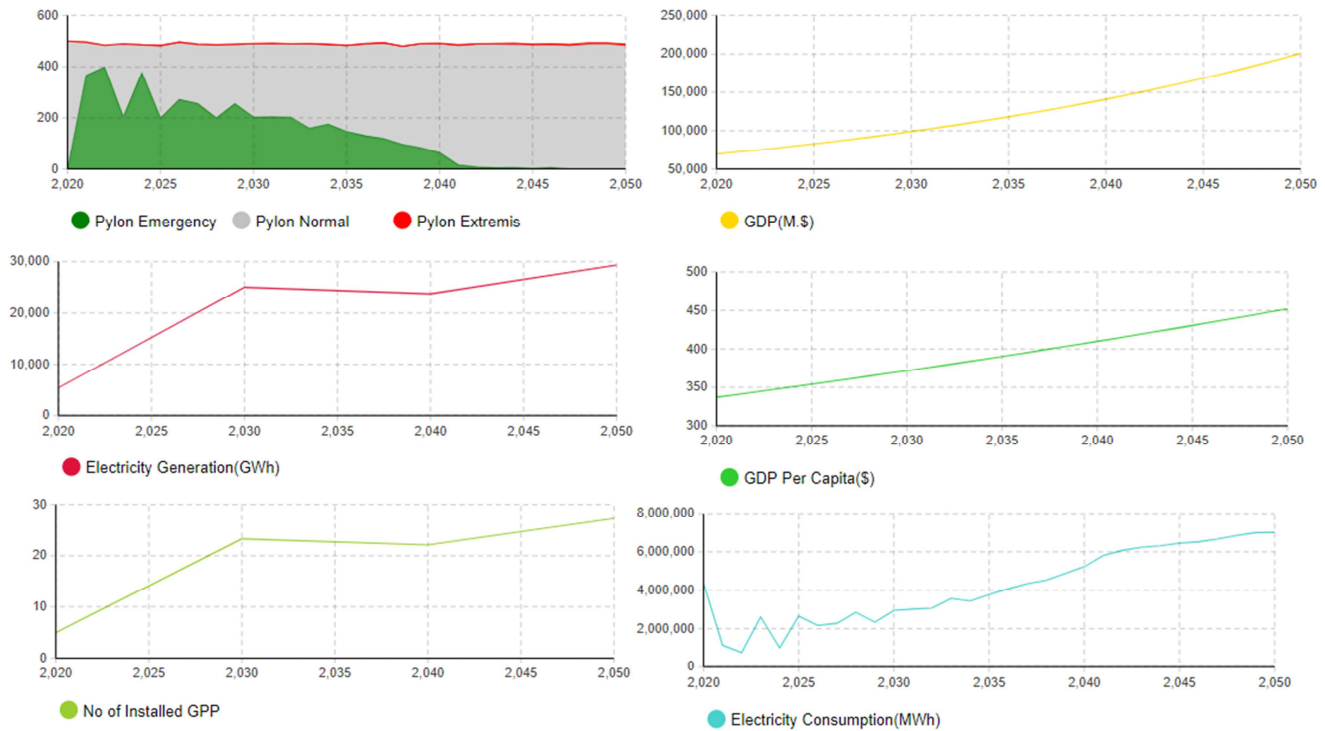 600
400
200
0
2,020 2,025 2,030 2,035 2,040 2,045 2,050
Pylon Emergency Pylon Normal Pylon Extremis
250,000
200,000
150,000
100,000
50,000
2,020 2,025 2,030 2,035 2,040 2,045 2,050
GDP(M.$)
30,000
20,000
10,000
0
2,020 2,025 2,030 2,035 2,040 2,045 2,050
Electricity Generation(GWh)
500
450
400
350
300
2,020 2,025 2,030 2,035 2,040 2,045 2,050
GDP Per Capita($)
30
20
10
0
2,020 2,025 2,030 2,035 2,040 2,045 2,050
No of Installed GPP
8,000,000
6,000,000
4,000,000
2,000,000
0
2,020 2,025 2,030 2,035 2,040 2,045 2,050
Electricity Consumption(MWh)